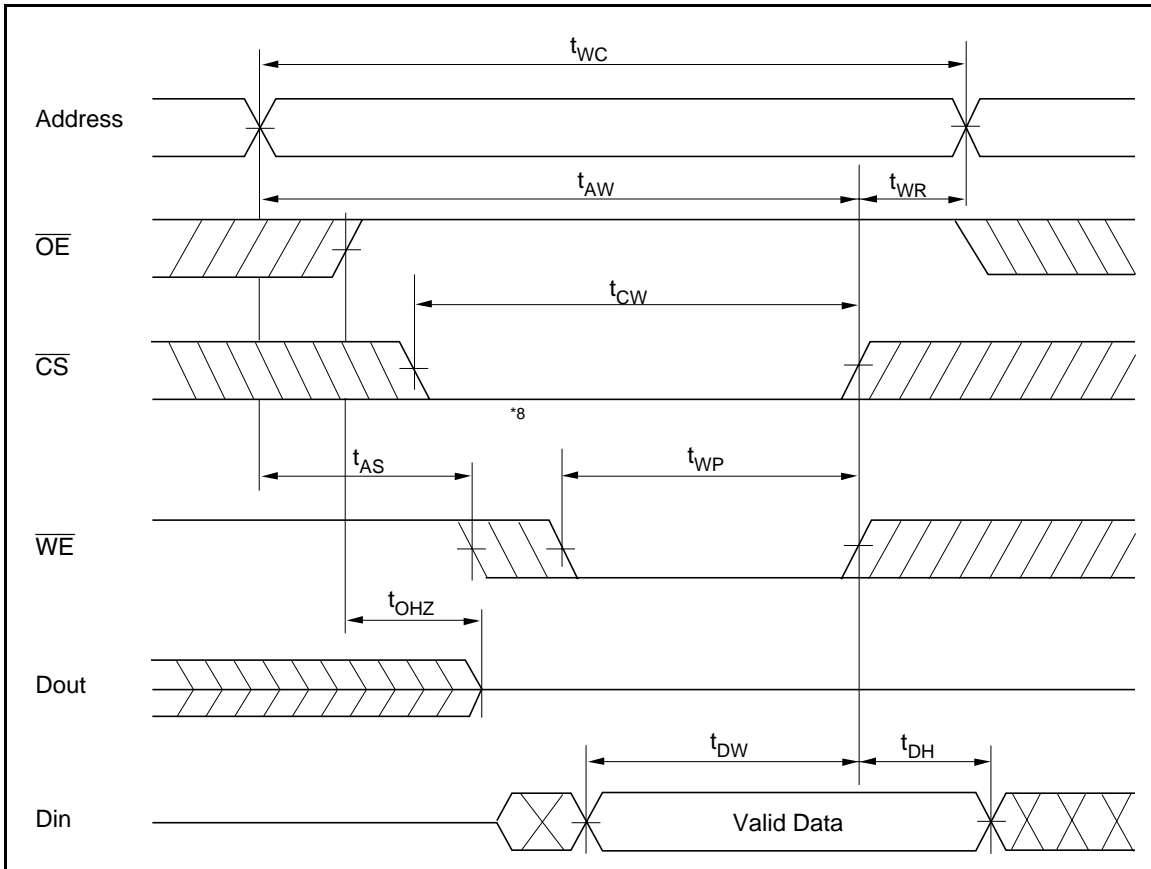 tWC
Address
tAW
tWR
OE
tCW
CS
*8
tAS
tWP
WE
tOHZ
Dout
tDW
tDH
Din
Valid Data